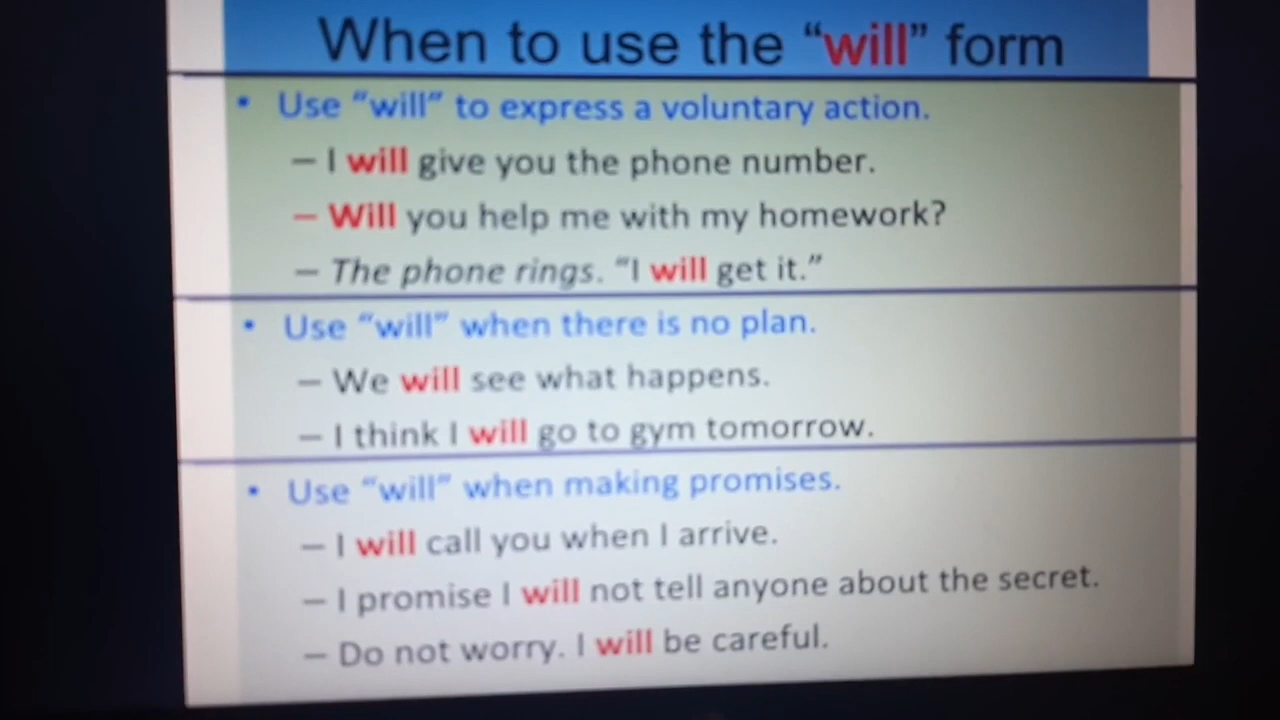 When to use the “will” form
• Use “will” to express a voluntary action.
– I will give you the phone number.
– Will you help me with my homework?
– The phone rings. “I will get it.”
• Use “will” when there is no plan.
– We will see what happens.
– I think I will go to gym tomorrow.
• Use “will” when making promises.
– I will call you when I arrive.
– I promise I will not tell anyone about the secret.
– Do not worry. I will be careful.